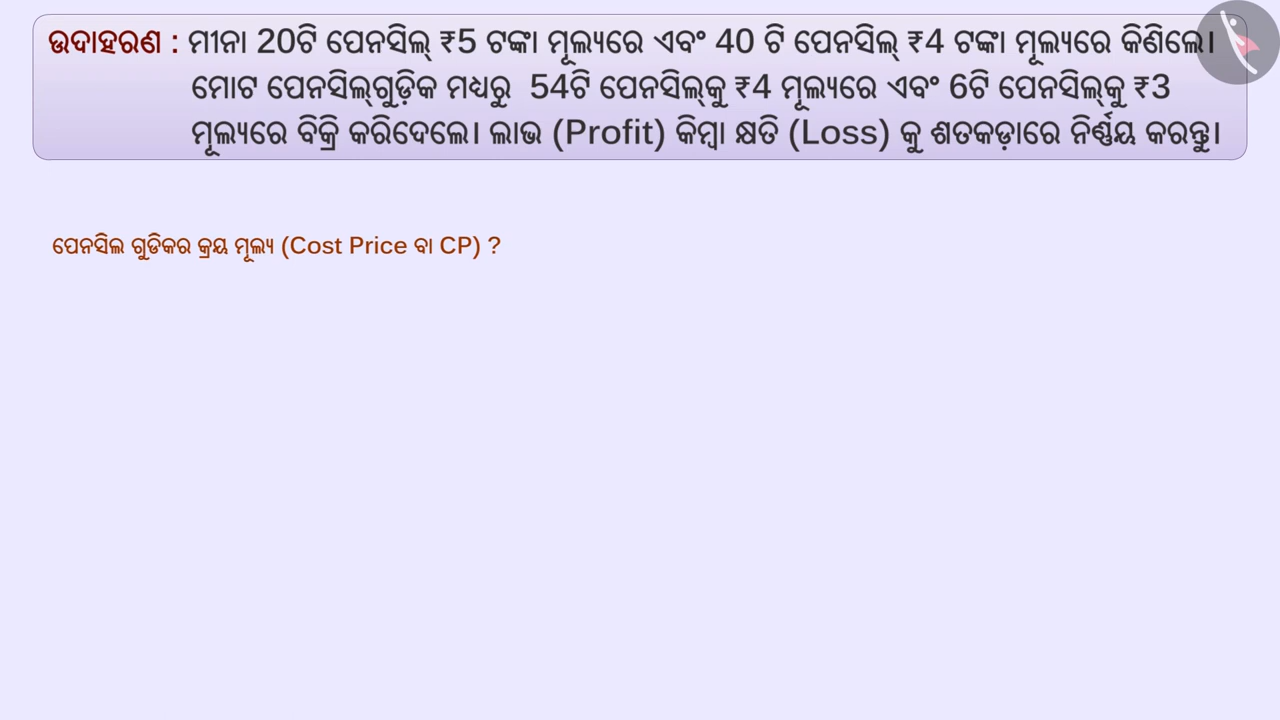 ଉଦାହରଣ : ମୀନା 20ଟି ପେନସିଲ୍ ₹5 ଟଙ୍କା ମୂଲ୍ୟରେ ଏବଂ 40 ଟି ପେନସିଲ୍ ₹4 ଟଙ୍କା ମୂଲ୍ୟରେ କିଣିଲେ।
ମୋଟ ପେନସିଲ୍‌ଗୁଡ଼ିକ ମଧ୍ୟରୁ 54ଟି ପେନସିଲ୍‌କୁ ₹4 ମୂଲ୍ୟରେ ଏବଂ 6ଟି ପେନସିଲ୍‌କୁ ₹3
ମୂଲ୍ୟରେ ବିକ୍ରି କରିଦେଲେ। ଲାଭ (Profit) କିମ୍ବା କ୍ଷତି (Loss) କୁ ଶତକଡ଼ାରେ ନିର୍ଣ୍ଣୟ କରନ୍ତୁ।
ପେନସିଲ ଗୁଡିକର କ୍ରୟ ମୂଲ୍ୟ (Cost Price ବା CP) ?